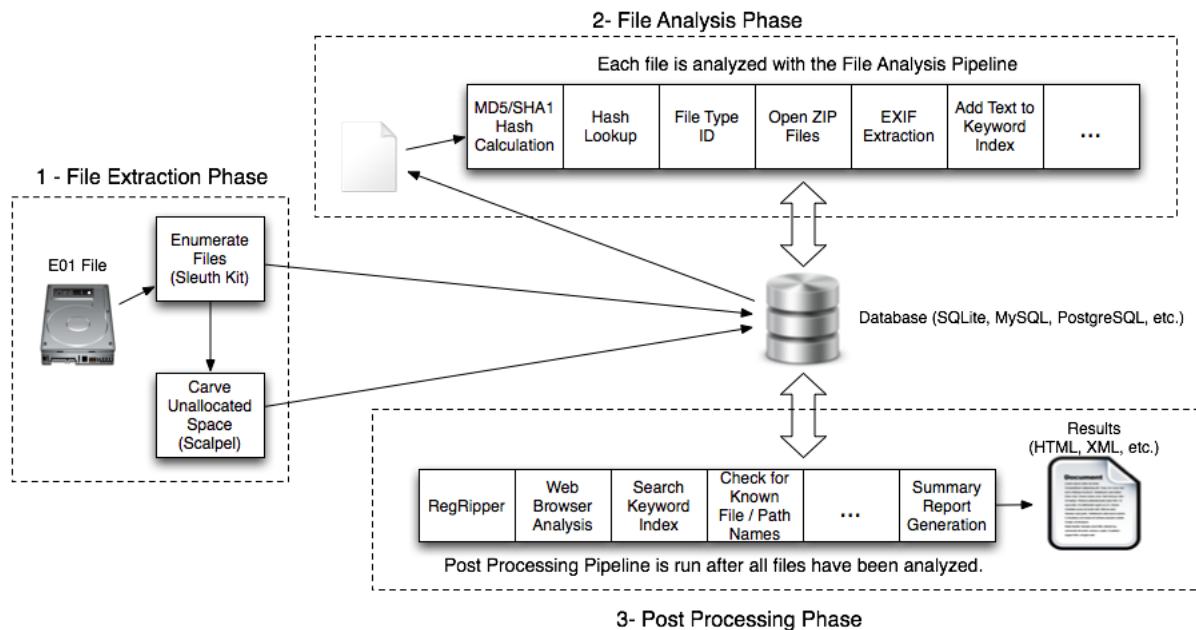 2- File Analysis Phase
Each file is analyzed with the File Analysis Pipeline
MD5/SHA1
Hash
Calculation
Hash
Lookup
File Type
ID
Open ZIP
Files
EXIF
Extraction
Add Text to
Keyword
Index
...
1 - File Extraction Phase
E01 File
Enumerate
Files
(Sleuth Kit)
Carve
Unallocated
Space
(Scalpel)
Database (SQLite, MySQL, PostgreSQL, etc.)
RegRipper
Web
Browser
Analysis
Search
Keyword
Index
Check for
Known
File / Path
Names
...
Summary
Report
Generation
Results
(HTML, XML, etc.)
Document
Post Processing Pipeline is run after all files have been analyzed.
3- Post Processing Phase